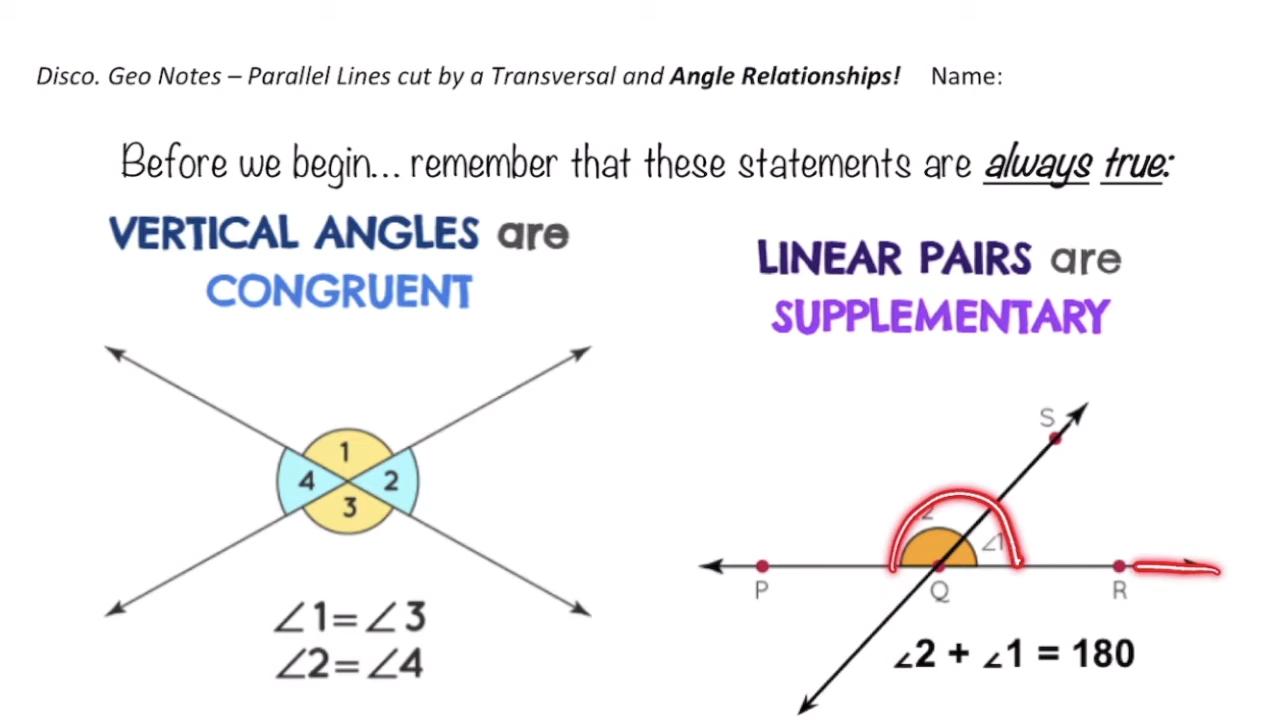 Disco. Geo Notes – Parallel Lines cut by a Transversal and Angle Relationships! Name:
Before we begin... remember that these statements are always true:
VERTICAL ANGLES are
CONGRUENT
1
4
2
3
∠1=∠3
∠2=∠4
LINEAR PAIRS are
SUPPLEMENTARY
S
2
∠1
P
Q
R
∠2 + ∠1 = 180